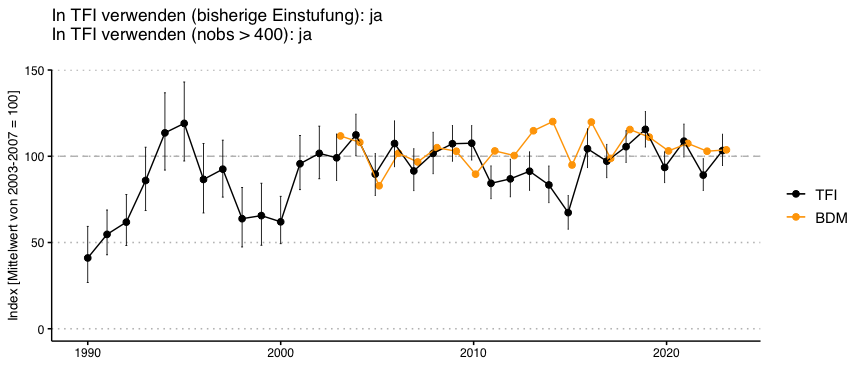 In TFI verwenden (bisherige Einstufung): ja
In TFI verwenden (nobs > 400): ja
Index [Mittelwert von 2003-2007 = 100]
150
100
50
0
1990
2000
2010
2020
TFI
BDM